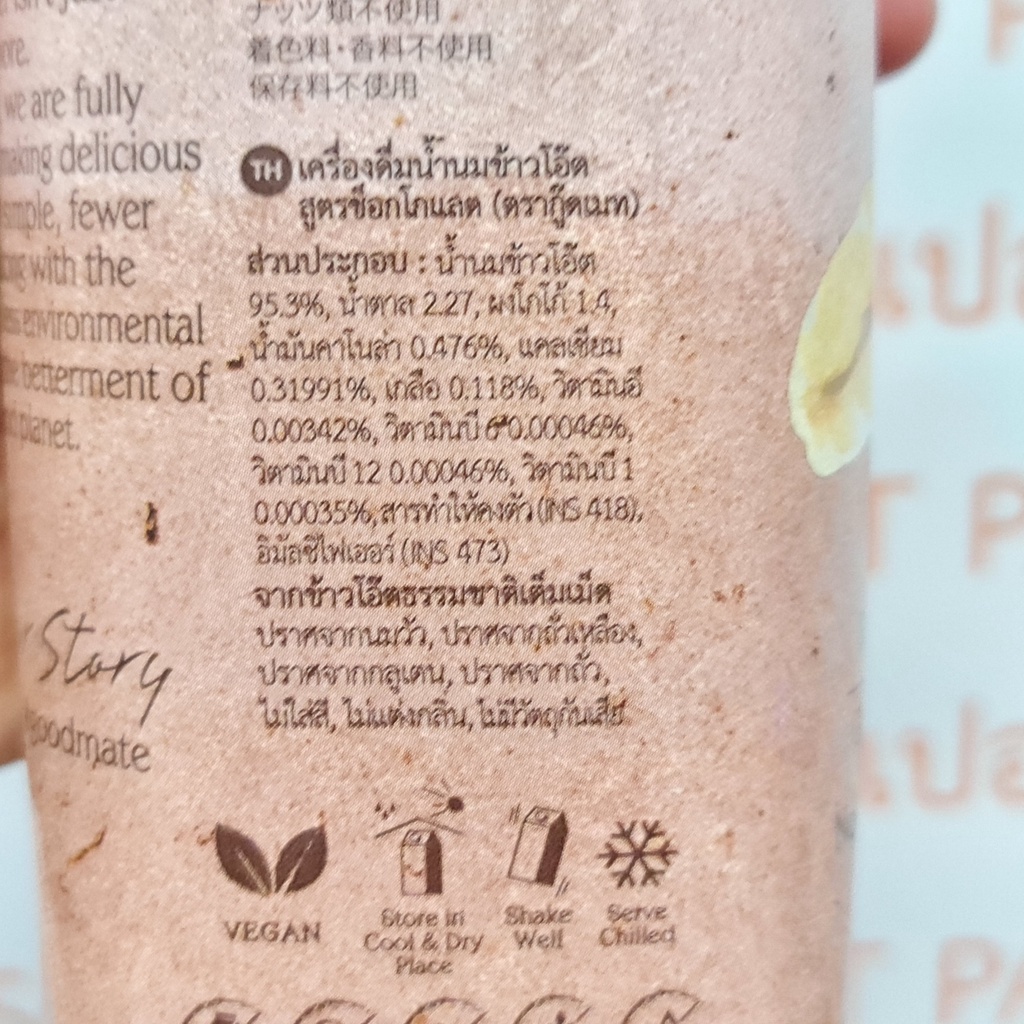 ナッツ類不使用
着色料・香料不使用
保存料不使用
we are fully
delicious
fewer
with the
environmental
betterment of
planet.
Story
goodmate
TH เครื่องดื่มน้ำนมข้าวโอ๊ต
สูตรช็อกโกแลต (ตรากู๊ดเมท)
ส่วนประกอบ : น้ำนมข้าวโอ๊ต
95.3%, น้ำตาล 2.27, ผงโกโก้ 1.4,
น้ำมันคาโนล่า 0.476%, แคลเซียม
0.31991%, เกลือ 0.118%, วิตามินอี
0.00342%, วิตามินบี 6 0.00046%,
วิตามินบี 12 0.00046%, วิตามินบี 1
0.00035%, สารทำให้คงตัว (INS 418),
อิมัลซิไฟเออร์ (INS 473)
จากข้าวโอ๊ตธรรมชาติเต็มเม็ด
ปราศจากนมวัว, ปราศจากถั่วเหลือง,
ปราศจากกลูเตน, ปราศจากถั่ว,
ไม่ใส่สี, ไม่แต่งกลิ่น, ไม่มีวัตถุกันเสีย
VEGAN
Store in
Cool & Dry
Place
Shake
Well
Serve
Chilled